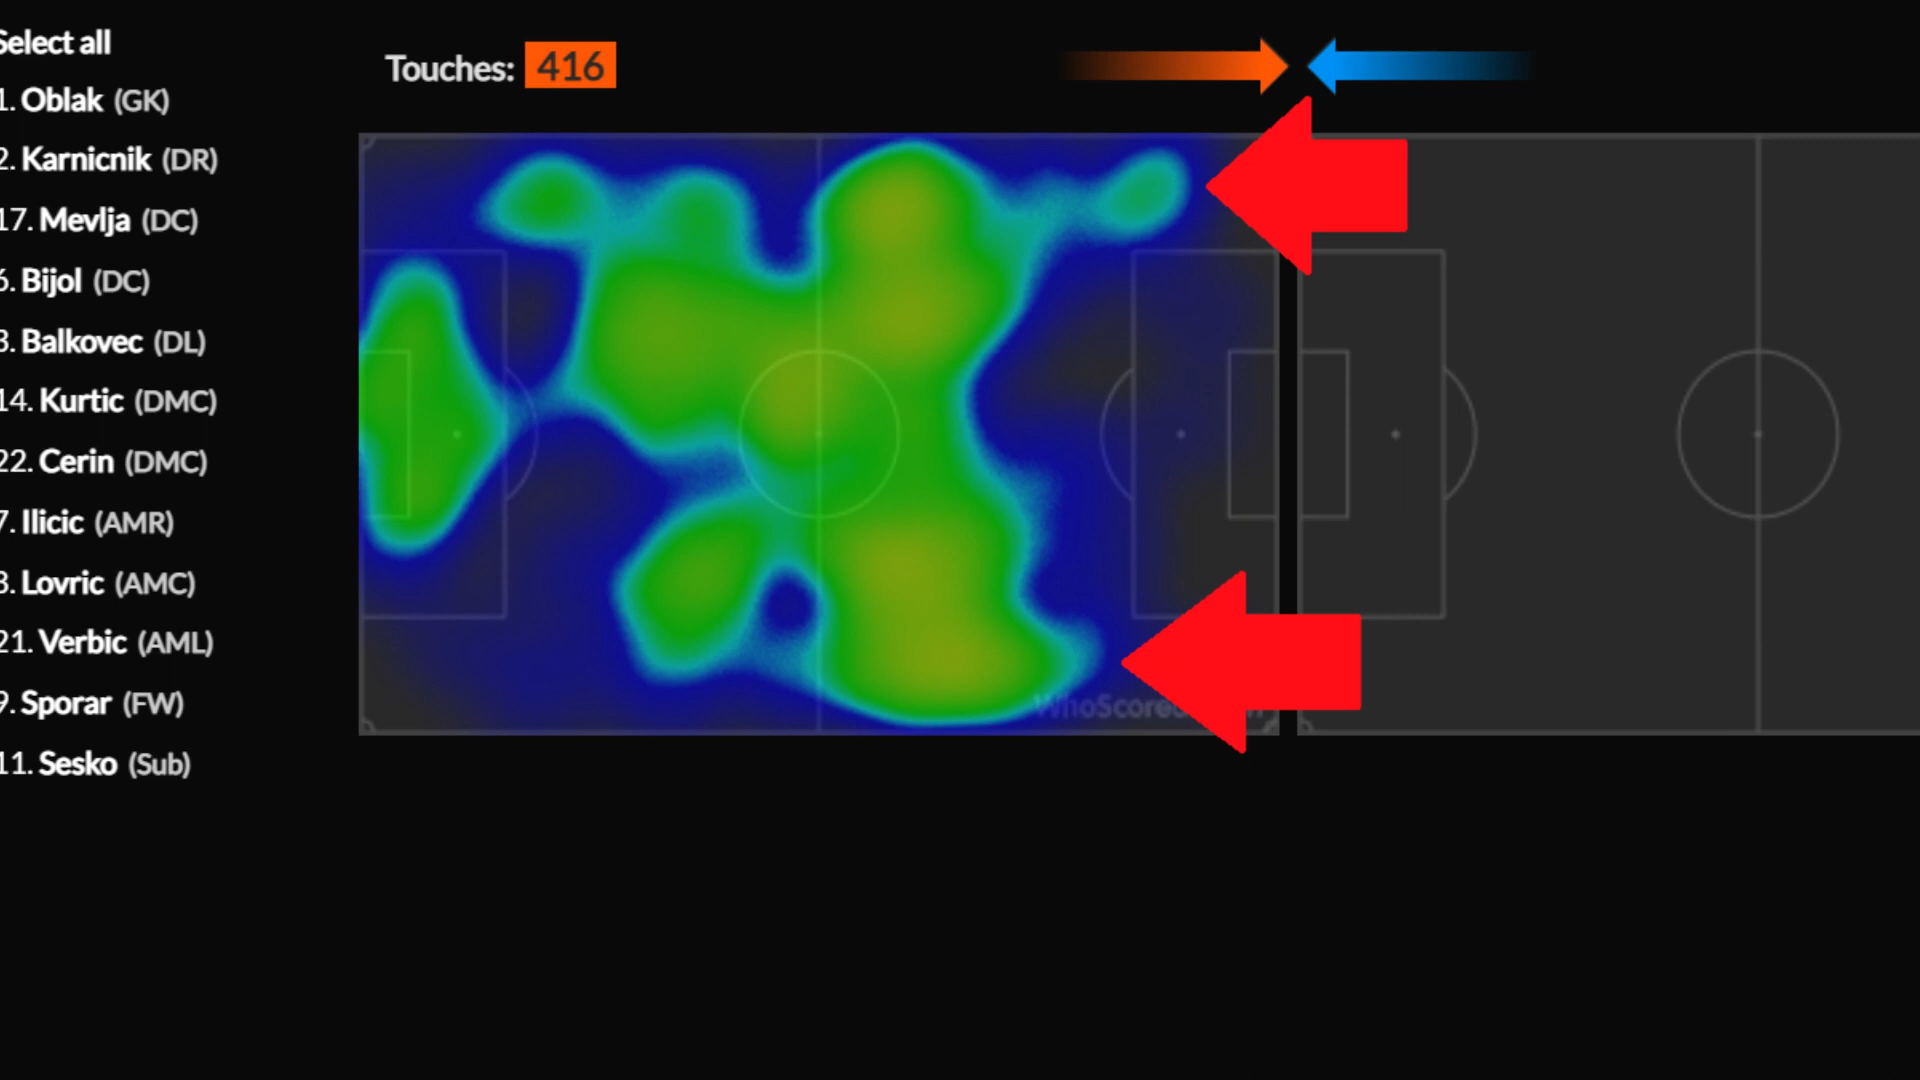 Select all
1. Oblak (GK)
2. Karnicnik (DR)
17. Mevlja (DC)
6. Bijol (DC)
3. Balkovec (DL)
14. Kurtic (DMC)
22. Cerin (DMC)
7. Ilicic (AMR)
8. Lovric (AMC)
21. Verbic (AML)
9. Sporar (FW)
11. Sesko (Sub)
Touches: 416